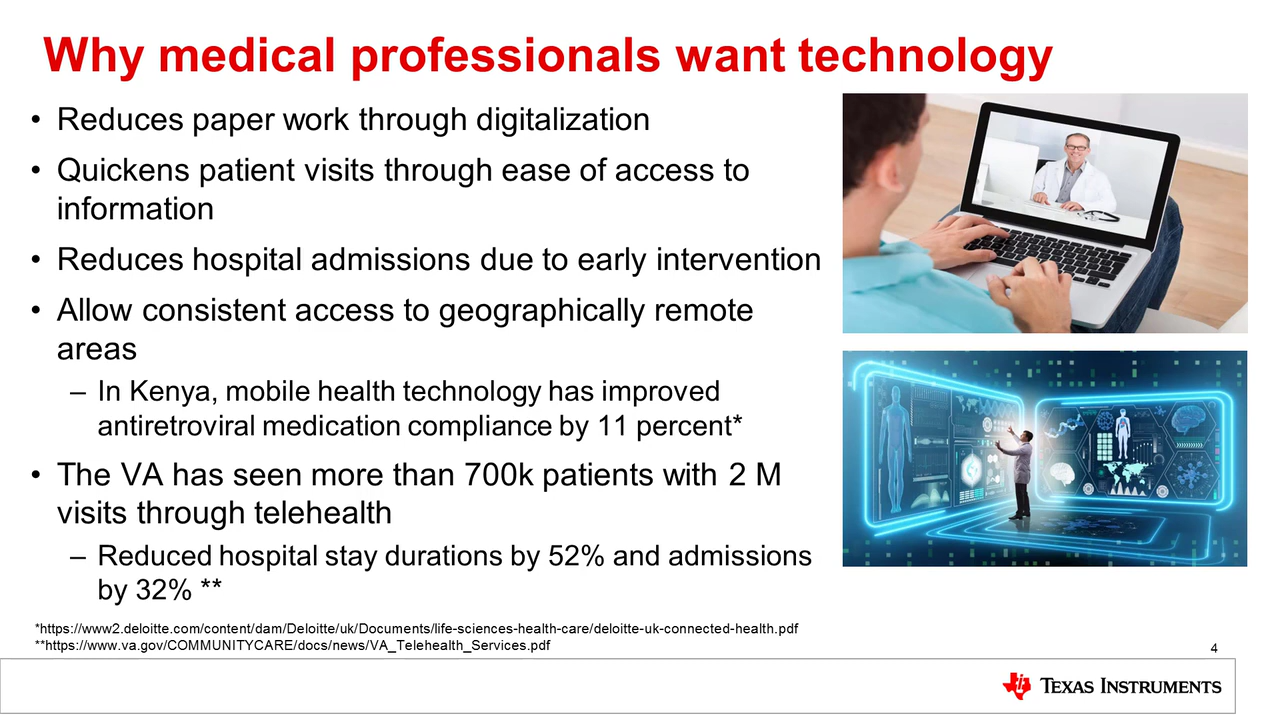 Why medical professionals want technology
• Reduces paper work through digitalization
• Quickens patient visits through ease of access to
information
• Reduces hospital admissions due to early intervention
• Allow consistent access to geographically remote
areas
– In Kenya, mobile health technology has improved
antiretroviral medication compliance by 11 percent*
• The VA has seen more than 700k patients with 2 M
visits through telehealth
– Reduced hospital stay durations by 52% and admissions
by 32% **
*https://www2.deloitte.com/content/dam/Deloitte/uk/Documents/life-sciences-health-care/deloitte-uk-connected-health.pdf
**https://www.va.gov/COMMUNITYCARE/docs/news/VA_Telehealth_Services.pdf
4
TEXAS INSTRUMENTS